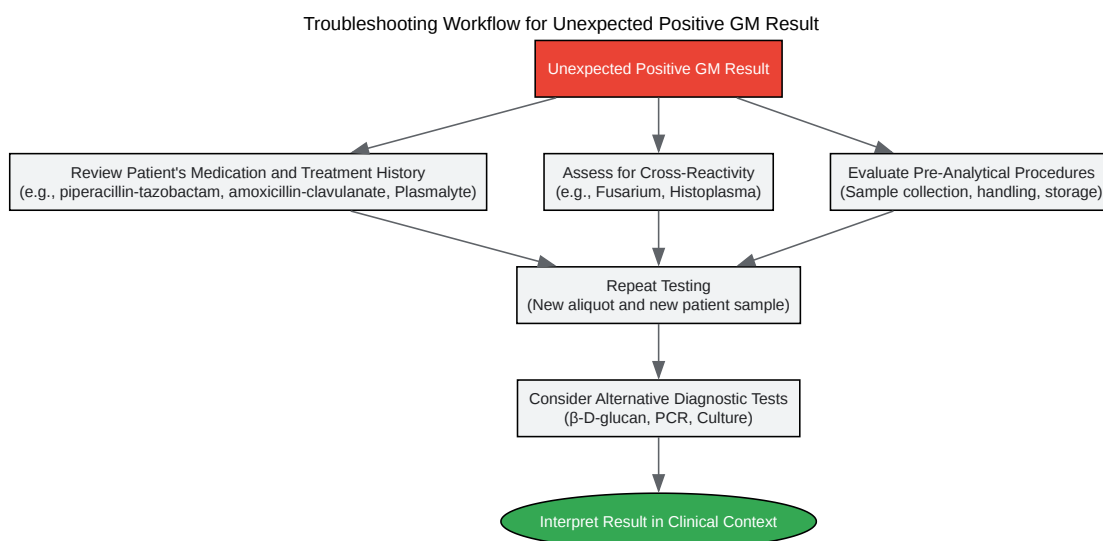 Troubleshooting Workflow for Unexpected Positive GM Result
Unexpected Positive GM Result
Review Patient's Medication and Treatment History
(e.g., piperacillin-tazobactam, amoxicillin-clavulanate, Plasmalyte)
Assess for Cross-Reactivity
(e.g., Fusarium, Histoplasma)
Evaluate Pre-Analytical Procedures
(Sample collection, handling, storage)
Repeat Testing
(New aliquot and new patient sample)
Consider Alternative Diagnostic Tests
(β-D-glucan, PCR, Culture)
Interpret Result in Clinical Context